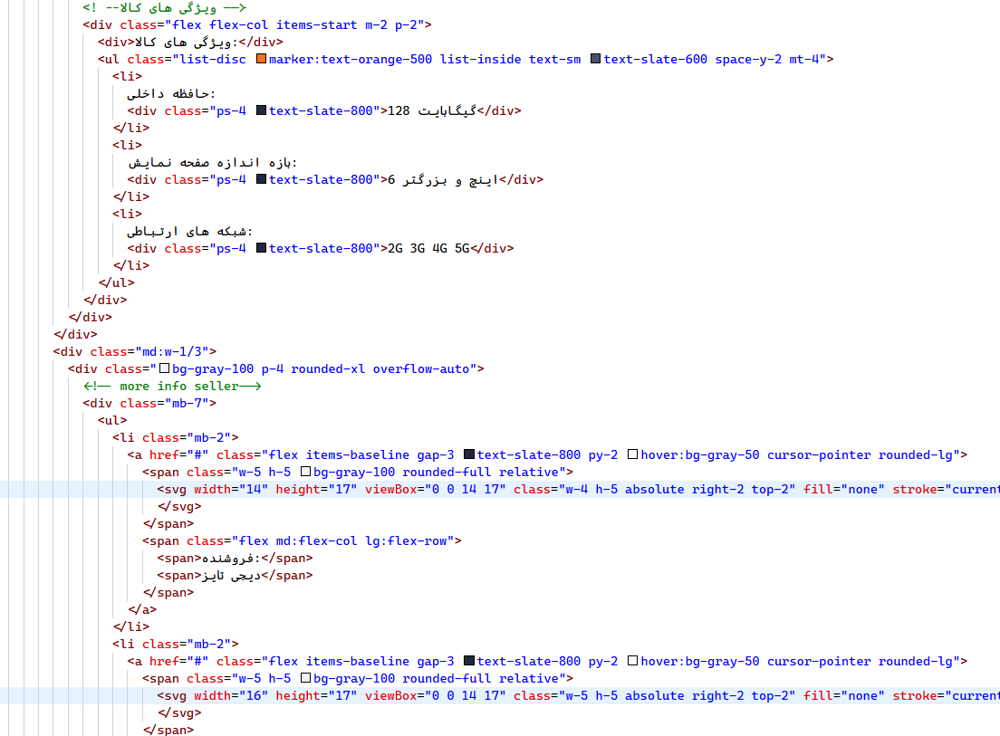 <!-- ویژگی های کالا -->
<div class="flex flex-col items-start m-2 p-2">
<div>ویژگی های کالا:</div>
<ul class="list-disc marker:text-orange-500 list-inside text-sm text-slate-600 space-y-2 mt-4">
<li>
حافظه داخلی:
<div class="ps-4 text-slate-800">128 گیگابایت</div>
</li>
<li>
بازه اندازه صفحه نمایش:
<div class="ps-4 text-slate-800">6 اینچ و بزرگتر</div>
</li>
<li>
شبکه های ارتباطی:
<div class="ps-4 text-slate-800">2G 3G 4G 5G</div>
</li>
</ul>
</div>
</div>
</div>
<div class="md:w-1/3">
<div class="bg-gray-100 p-4 rounded-xl overflow-auto">
<!-- more info seller-->
<div class="mb-7">
<ul>
<li class="mb-2">
<a href="#" class="flex items-baseline gap-3 text-slate-800 py-2 hover:bg-gray-50 cursor-pointer rounded-lg">
<span class="w-5 h-5 bg-gray-100 rounded-full relative">
<svg width="14" height="17" viewBox="0 0 14 17" class="w-4 h-5 absolute right-2 top-2" fill="none" stroke="current
</svg>
</span>
<span class="flex md:flex-col lg:flex-row">
<span>فروشنده:</span>
<span>دیجی تایز</span>
</span>
</a>
</li>
<li class="mb-2">
<a href="#" class="flex items-baseline gap-3 text-slate-800 py-2 hover:bg-gray-50 cursor-pointer rounded-lg">
<span class="w-5 h-5 bg-gray-100 rounded-full relative">
<svg width="16" height="17" viewBox="0 0 14 17" class="w-5 h-5 absolute right-2 top-2" fill="none" stroke="current
</svg>
</span>